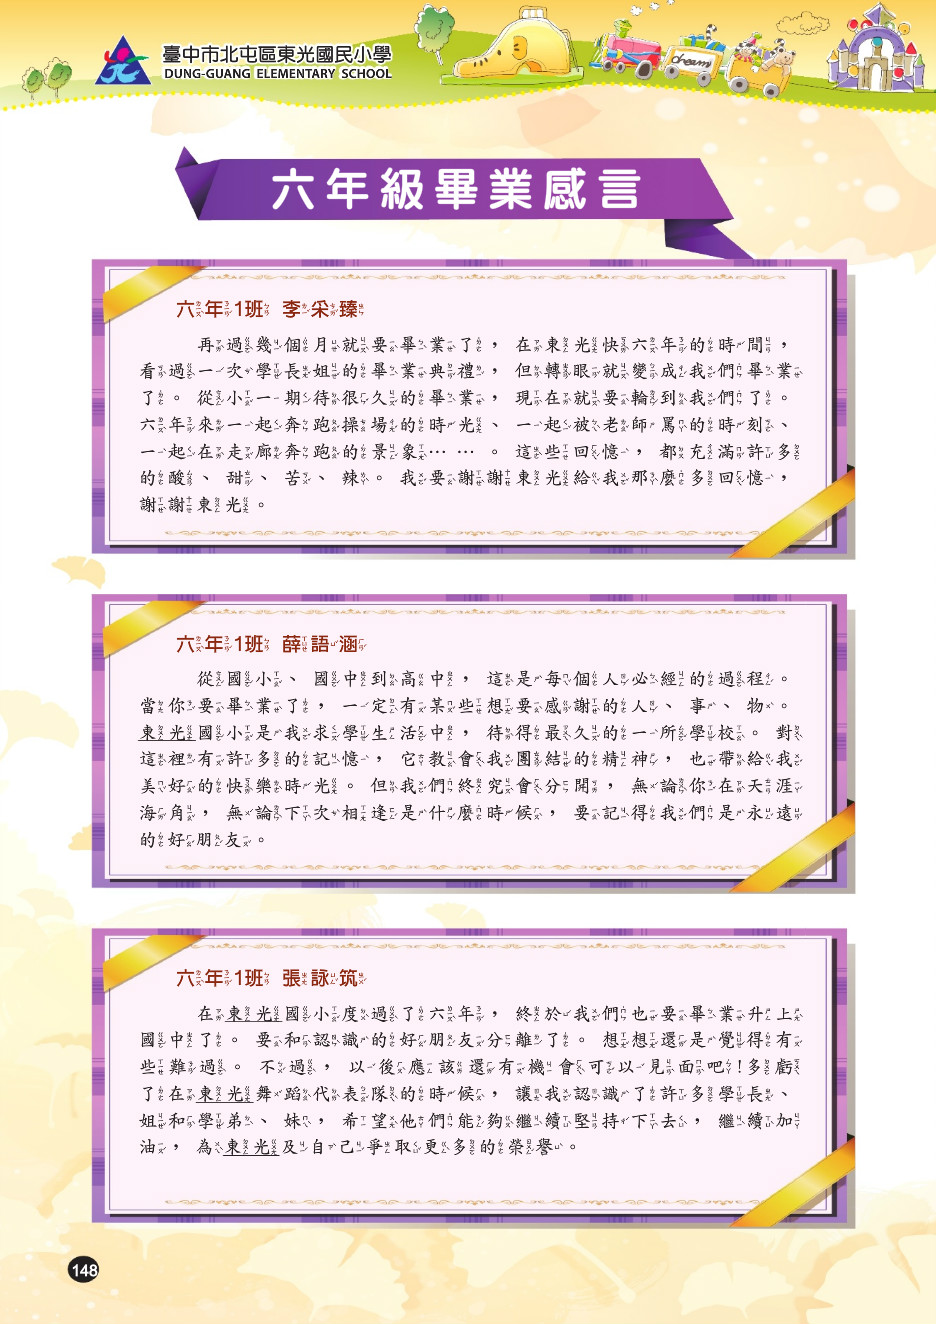 臺中市北屯區東光國民小學
DUNG-GUANG ELEMENTARY SCHOOL
dream
六年級畢業感言
六年1班 李采臻
再過幾個月就要畢業了，在東光快六年的時間，
看過一次學長姐的畢業典禮，但轉眼就變成我們畢業
了。從小一期待很久的畢業，現在就要輪到我們了。
六年來一起奔跑操場的時光、一起被老師罵的時刻、
一起在走廊奔跑的景象……。這些回憶，都充滿許多
的酸、甜、苦、辣。我要謝謝東光給我那麼多回憶，
謝謝東光。
六年1班 薛語涵
從國小、國中到高中，這是每個人必經的過程。
當你要畢業了，一定有某些想要感謝的人、事、物。
東光國小是我求學生活中，待得最久的一所學校。對
這裡有許多的記憶，它教會我團結的精神，也帶給我
美好的快樂時光。但我們終究會分開，無論你在天涯
海角，無論下次相逢是什麼時候，要記得我們是永遠
的好朋友。
六年1班 張詠筑
在東光國小度過了六年，終於我們也要畢業升上
國中了。要和認識的好朋友分離了。想想還是覺得有
些難過。不過，以後應該還有機會可以見面吧！多虧
了在東光舞蹈代表隊的時候，讓我認識了許多學長、
姐和學弟、妹，希望他們能夠繼續堅持下去，繼續加
油，為東光及自己爭取更多的榮譽。
148